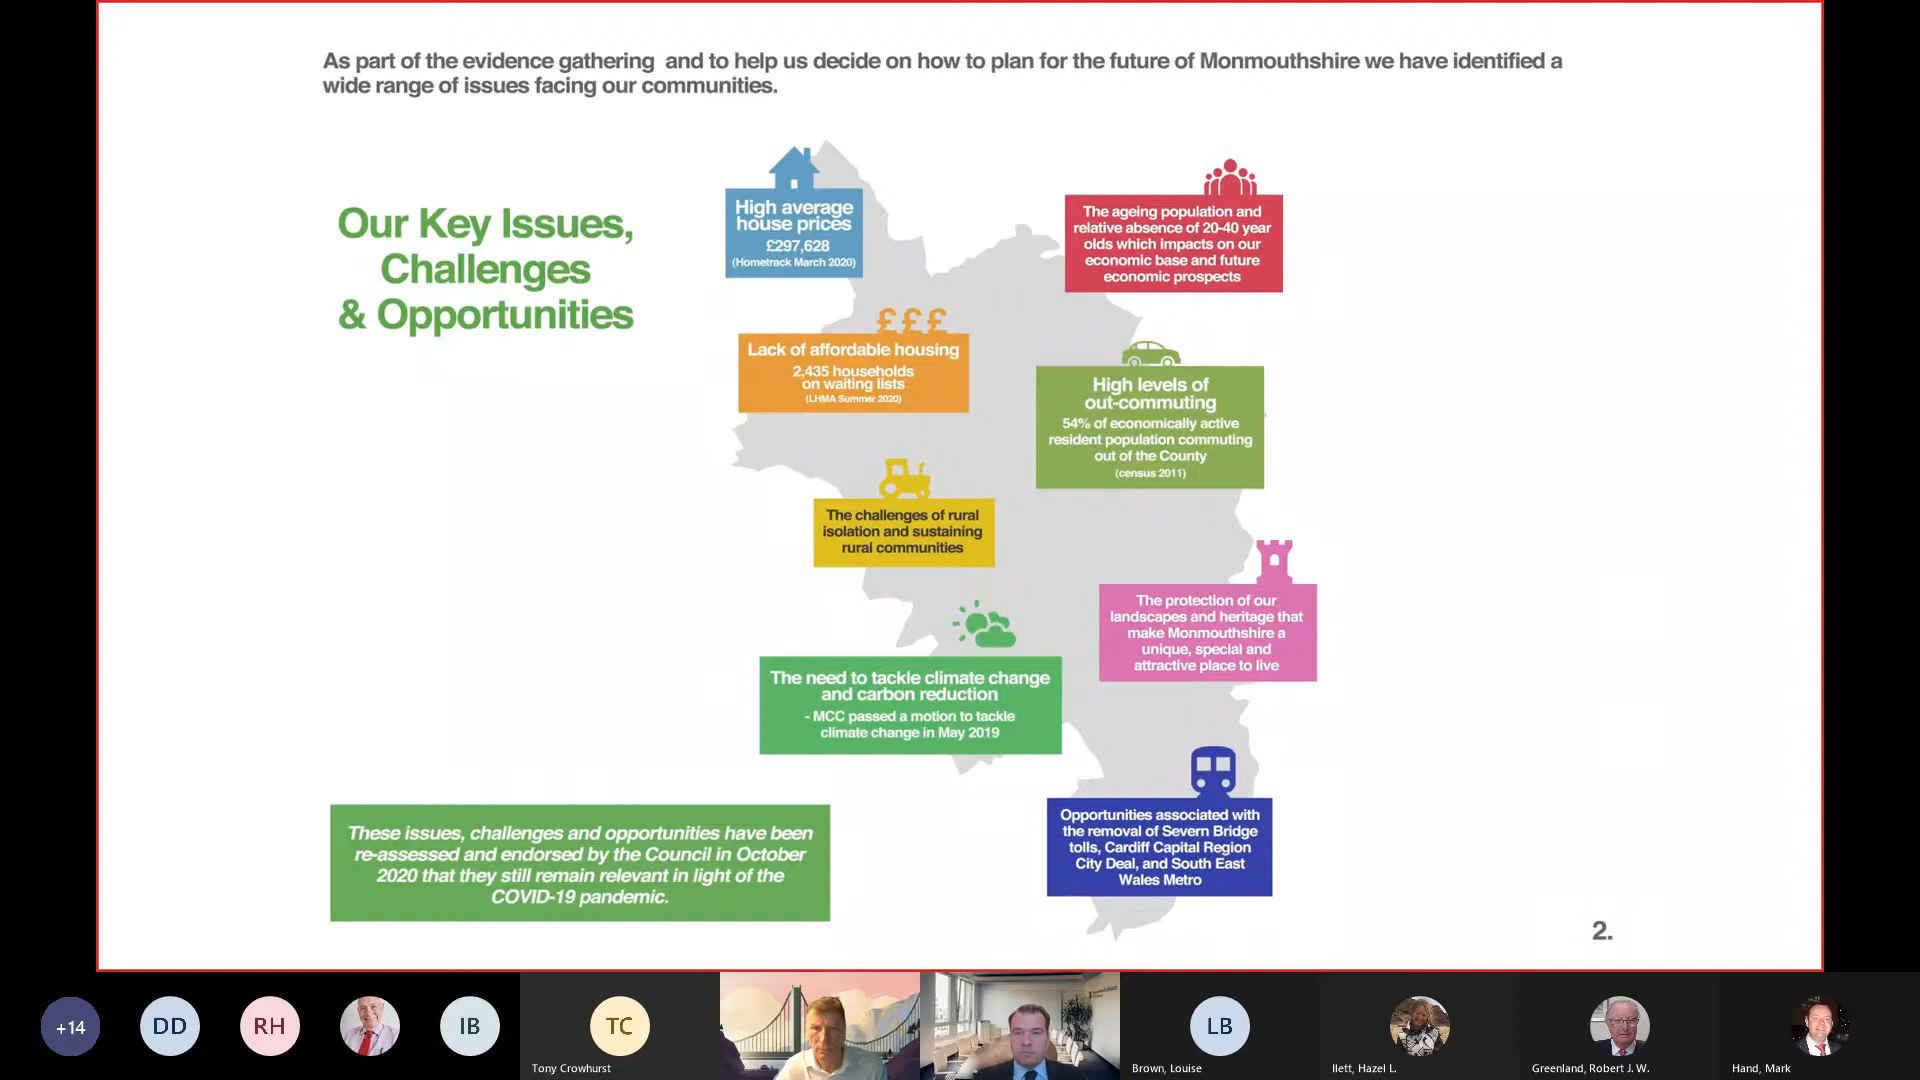 As part of the evidence gathering  and to help us decide on how to plan for the future of Monmouthshire we have identified a
wide range of issues facing our communities.
Our Key Issues,
Challenges
& Opportunities
High average
house prices
£297,628
(Hometrack March 2020)
The ageing population and
relative absence of 20-40 year
olds which impacts on our
economic base and future
economic prospects
£££
Lack of affordable housing
2,435 households
on waiting lists
(LHMA Summer 2020)
High levels of
out-commuting
54% of economically active
resident population commuting
out of the County
(census 2011)
The challenges of rural
isolation and sustaining
rural communities
The protection of our
landscapes and heritage that
make Monmouthshire a
unique, special and
attractive place to live
The need to tackle climate change
and carbon reduction
- MCC passed a motion to tackle
climate change in May 2019
Opportunities associated with
the removal of Severn Bridge
tolls, Cardiff Capital Region
City Deal, and South East
Wales Metro
These issues, challenges and opportunities have been
re-assessed and endorsed by the Council in October
2020 that they still remain relevant in light of the
COVID-19 pandemic.
2.
+14
DD
RH
IB
TC
Tony Crowhurst
LB
Brown, Louise
Ilett, Hazel L.
Greenland, Robert J. W.
Hand, Mark